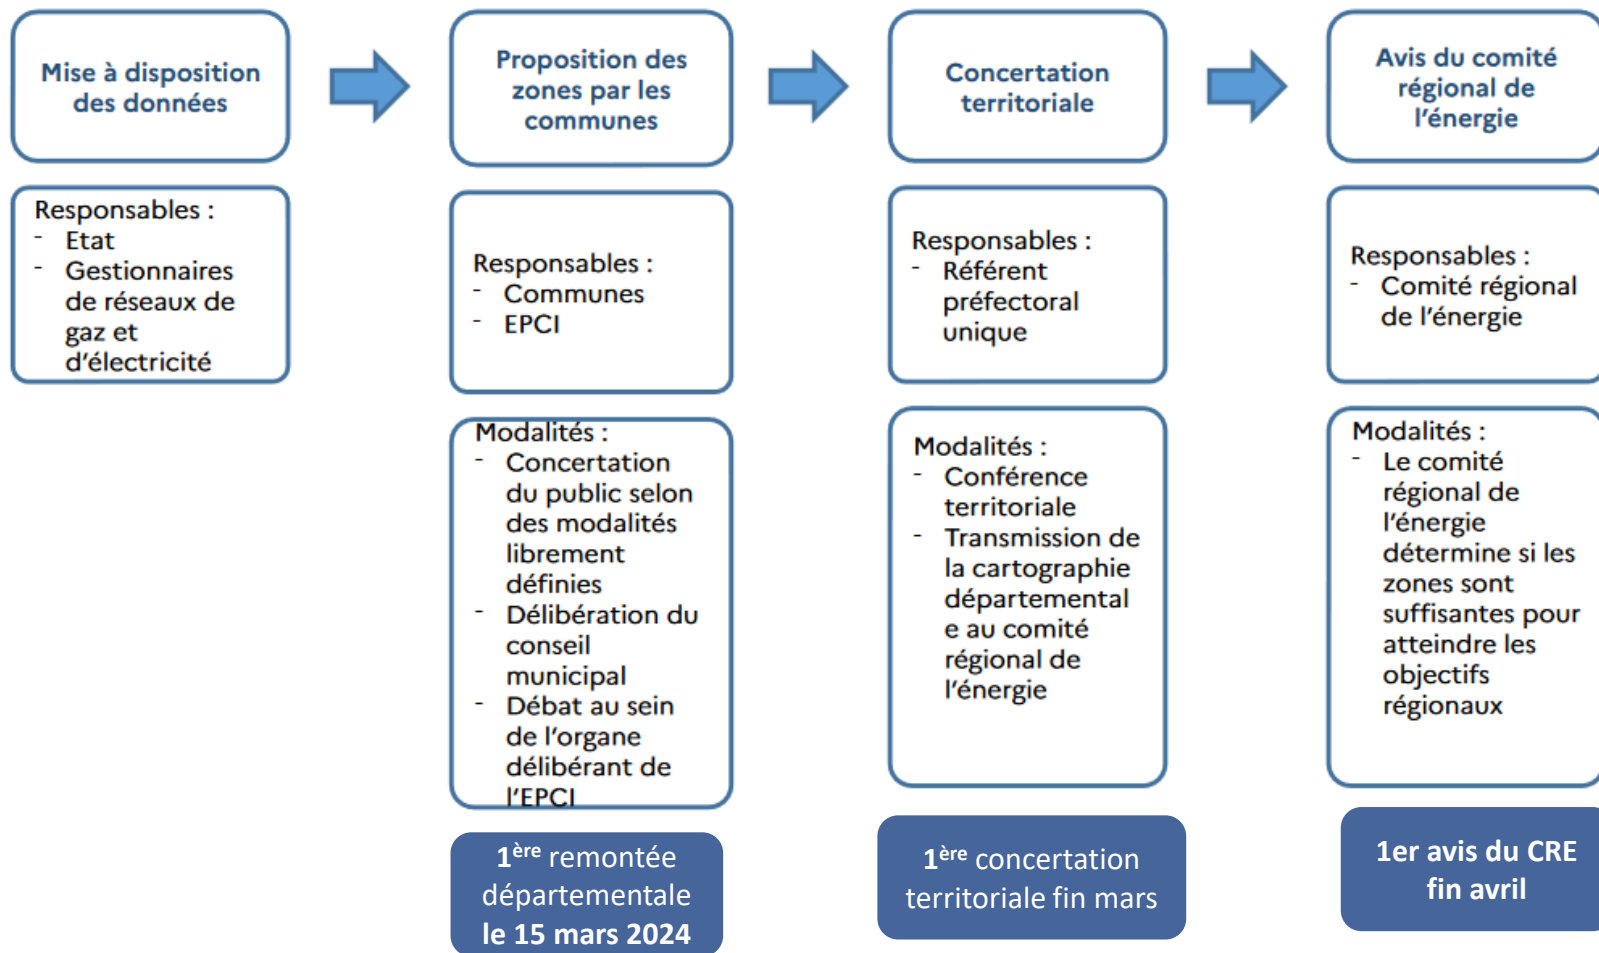 Mise à disposition
des données
Responsables :
- Etat
- Gestionnaires
de réseaux de
gaz et
d'électricité
Proposition des
zones par les
communes
Responsables :
- Communes
- EPCI
Modalités :
- Concertation
du public selon
des modalités
librement
définies
- Délibération du
conseil
municipal
- Débat au sein
de l'organe
délibérant de
l'EPCI
1ère remontée
départementale
le 15 mars 2024
Concertation
territoriale
Responsables :
- Référent
préfectoral
unique
Modalités :
- Conférence
territoriale
- Transmission de
la cartographie
départemental
e au comité
régional de
l'énergie
1ère concertation
territoriale fin mars
Avis du comité
régional de
l'énergie
Responsables :
- Comité régional
de l'énergie
Modalités :
- Le comité
régional de
l'énergie
détermine si les
zones sont
suffisantes pour
atteindre les
objectifs
régionaux
1er avis du CRE
fin avril